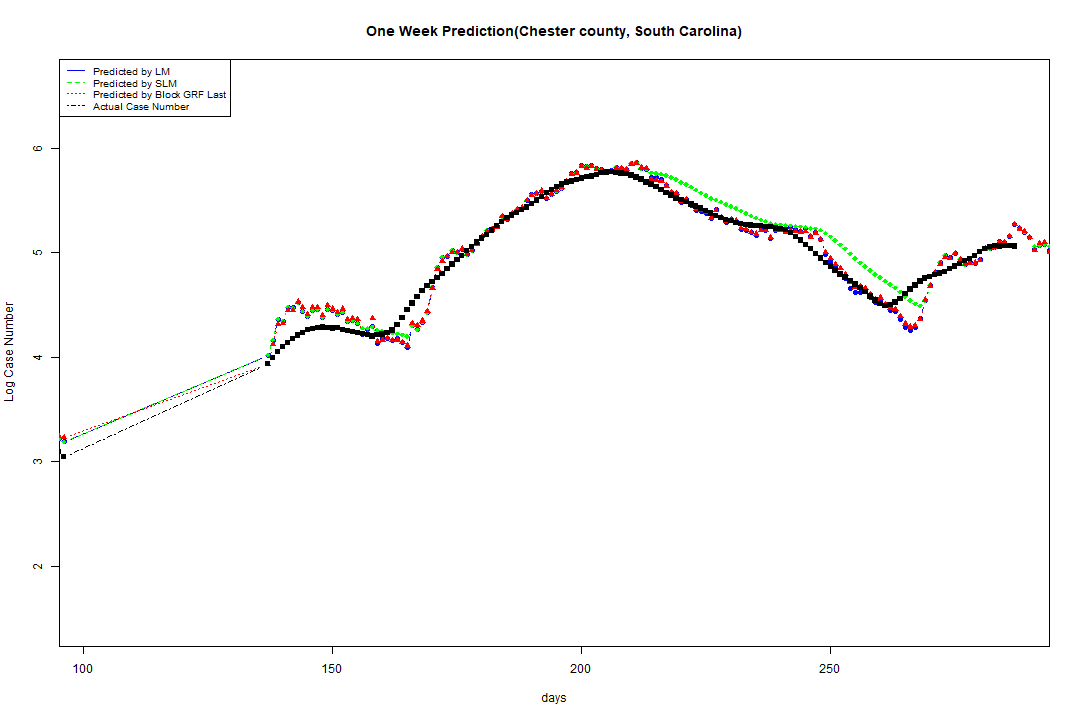 One Week Prediction(Chester county, South Carolina)
Predicted by LM
Predicted by SLM
Predicted by Block GRF Last
Actual Case Number
6
5
4
3
2
Log Case Number
100 150 200 250
days